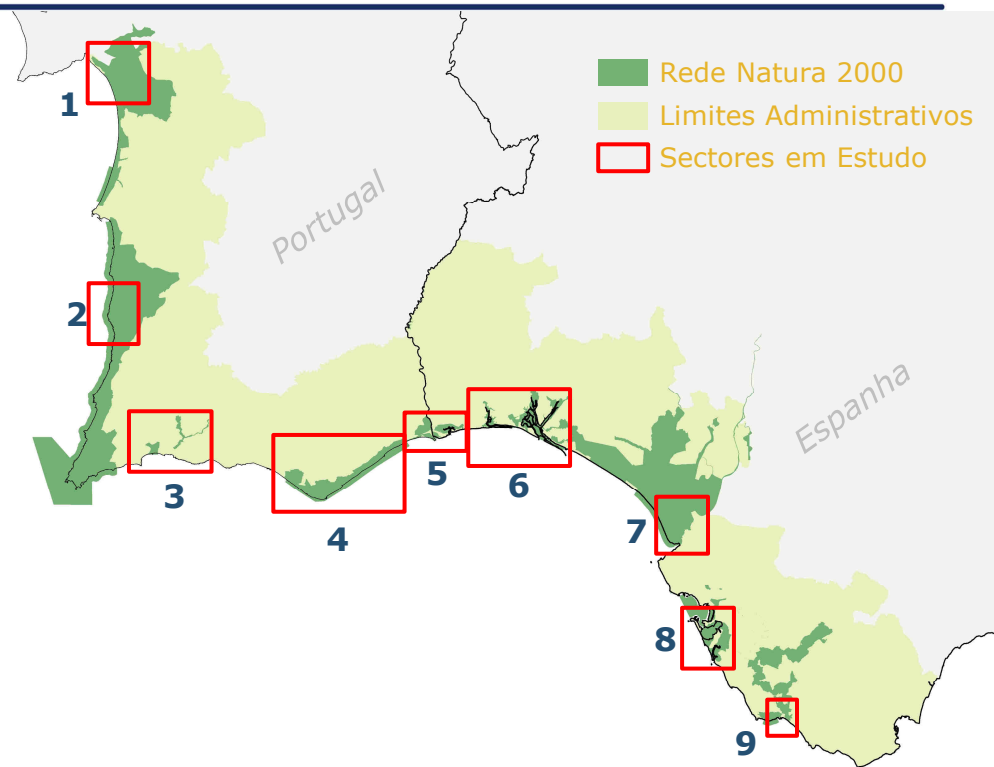 Rede Natura 2000
Limites Administrativos
Sectores em Estudo
Portugal
Espanha
1
2
3
4
5
6
7
8
9